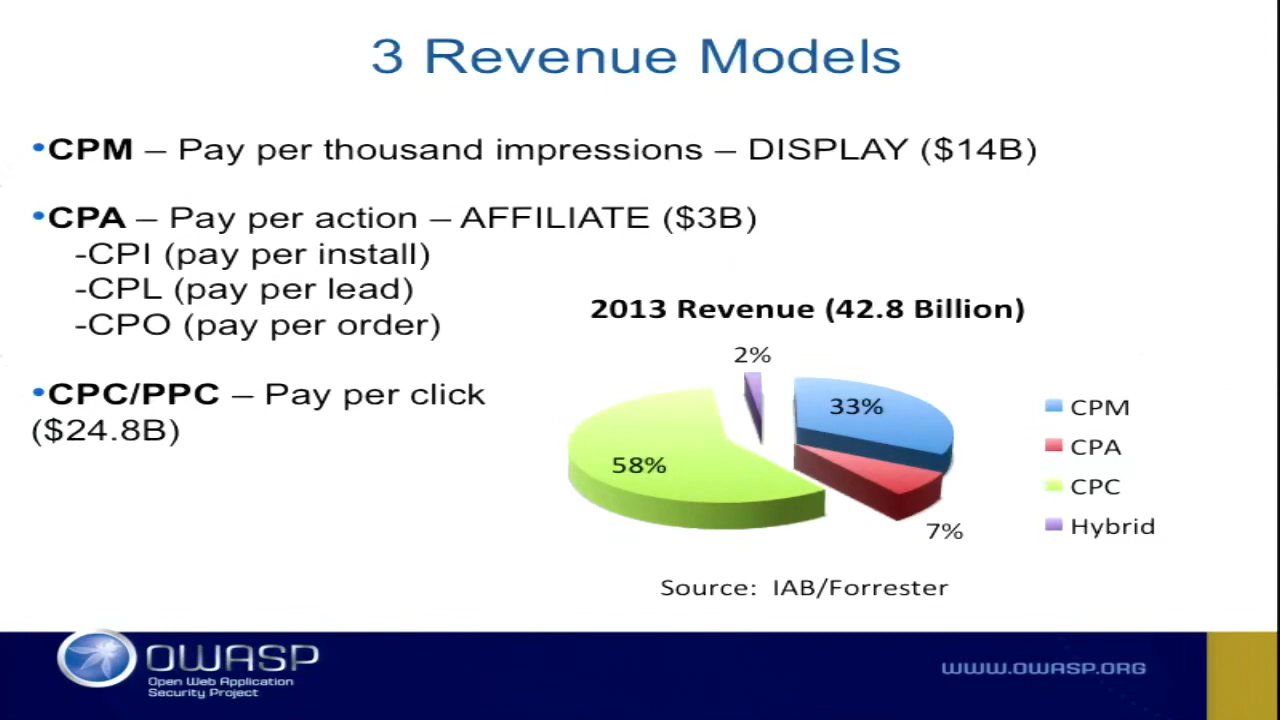 3 Revenue Models
•CPM – Pay per thousand impressions – DISPLAY ($14B)
•CPA – Pay per action – AFFILIATE ($3B)
-CPI (pay per install)
-CPL (pay per lead)
-CPO (pay per order)
•CPC/PPC – Pay per click
($24.8B)
2013 Revenue (42.8 Billion)
2%
33%
58%
7%
CPM
CPA
CPC
Hybrid
Source: IAB/Forrester
OWASP
Open Web Application
Security Project
WWW.OWASP.ORG